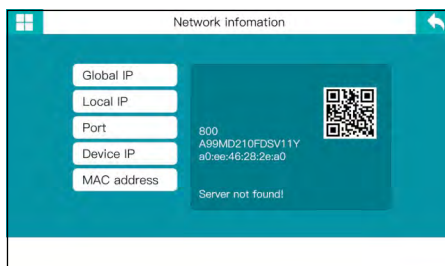 Network infomation
Global IP
Local IP
Port
Device IP
MAC address
800
A99MD210FDSV11Y
a0:ee:46:28:2e:a0
Server not found!